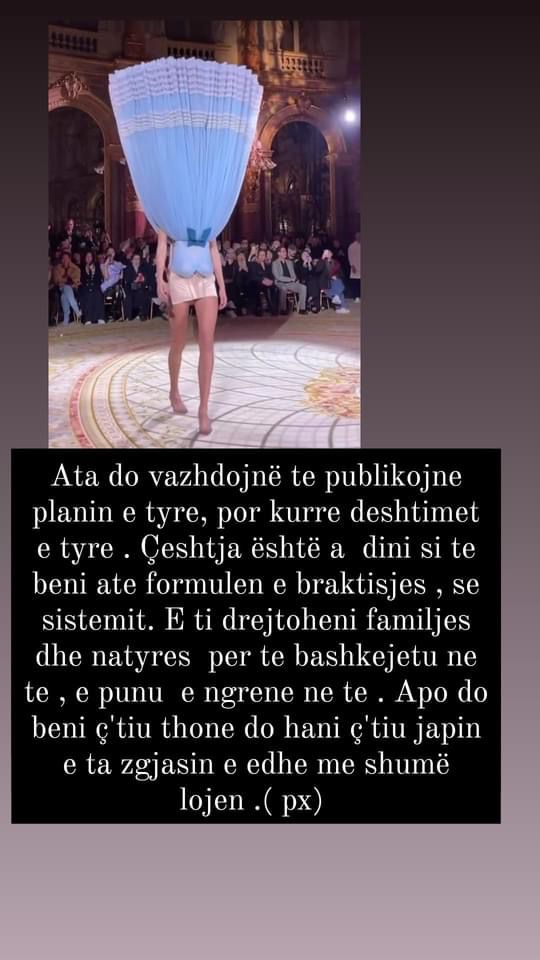 Ata do vazhdojnë te publikojne
planin e tyre, por kurre deshtimet
e tyre . Çeshtja është a  dini si te
beni ate formulen e braktisjes , se
sistemit. E ti drejtoheni familjes
dhe natyres  per te bashkejetu ne
te , e punu  e ngrene ne te . Apo do
beni ç'tiu thone do hani ç'tiu japin
e ta zgjasin e edhe me shumë
lojen .( px)